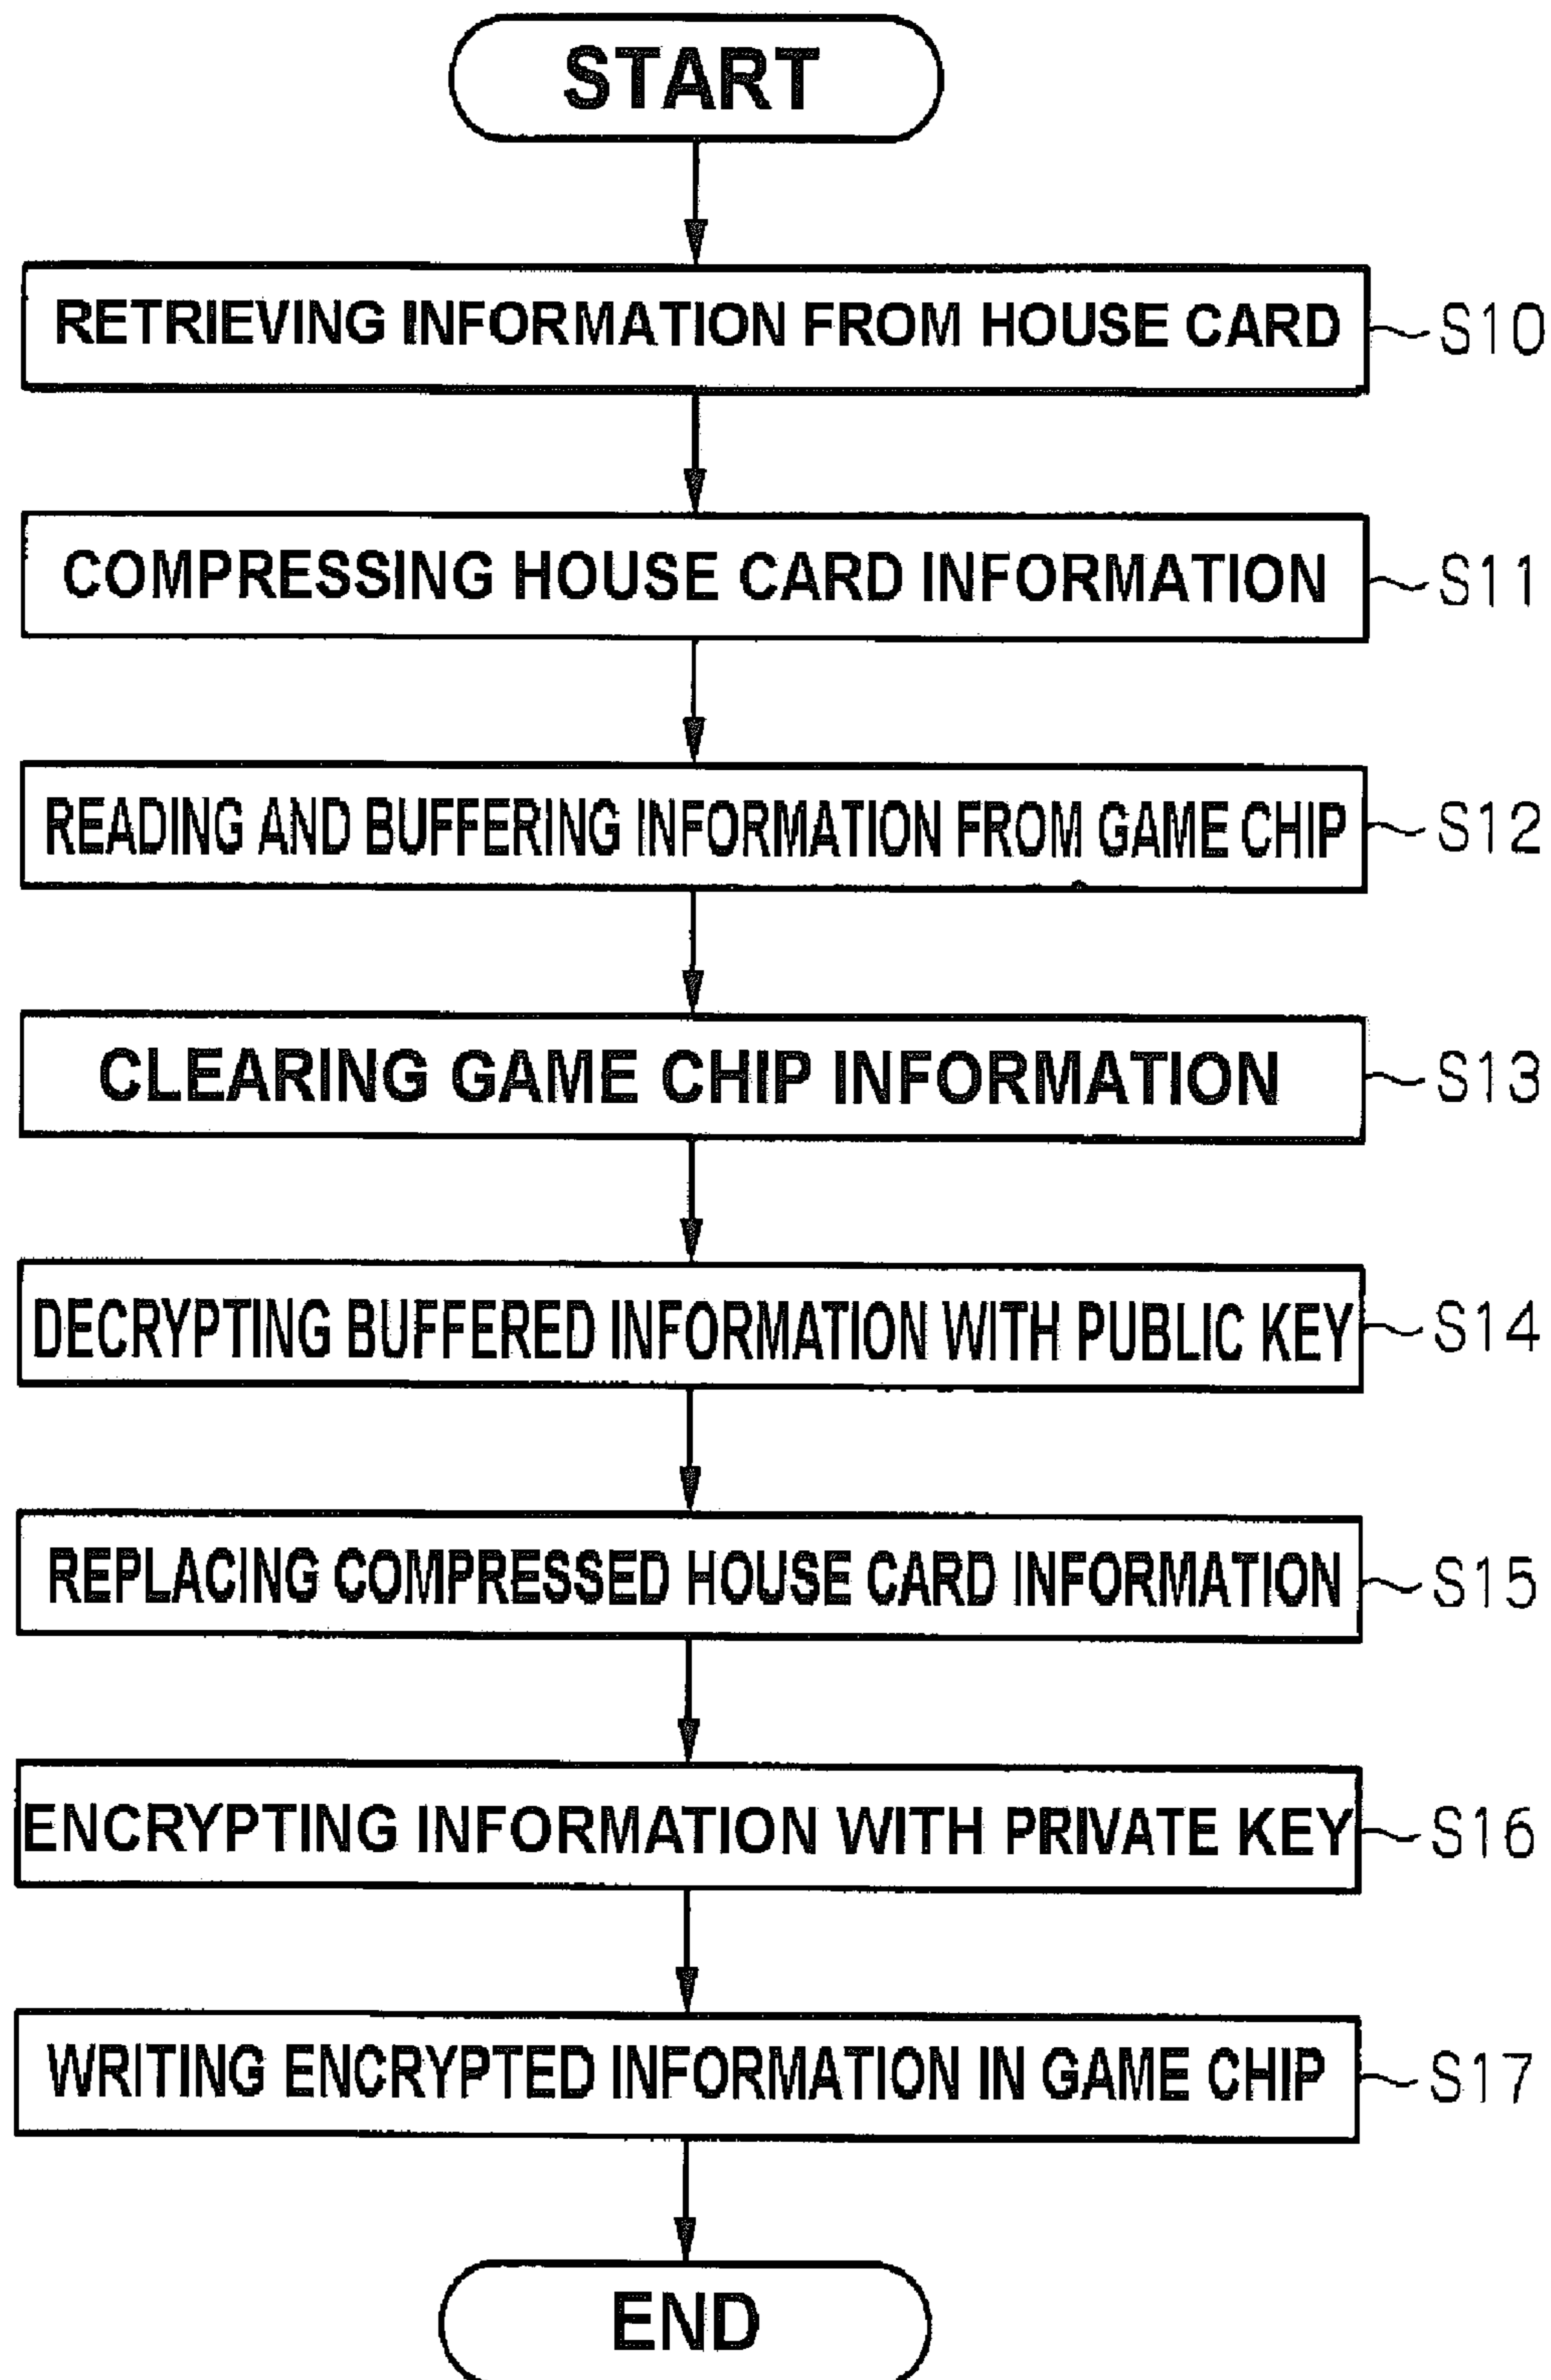 START
RETRIEVING INFORMATION FROM HOUSE CARD S10
COMPRESSING HOUSE CARD INFORMATION S11
READING AND BUFFERING INFORMATION FROM GAME CHIP S12
CLEARING GAME CHIP INFORMATION S13
DECRYPTING BUFFERED INFORMATION WITH PUBLIC KEY S14
REPLACING COMPRESSED HOUSE CARD INFORMATION S15
ENCRYPTING INFORMATION WITH PRIVATE KEY S16
WRITING ENCRYPTED INFORMATION IN GAME CHIP S17
END